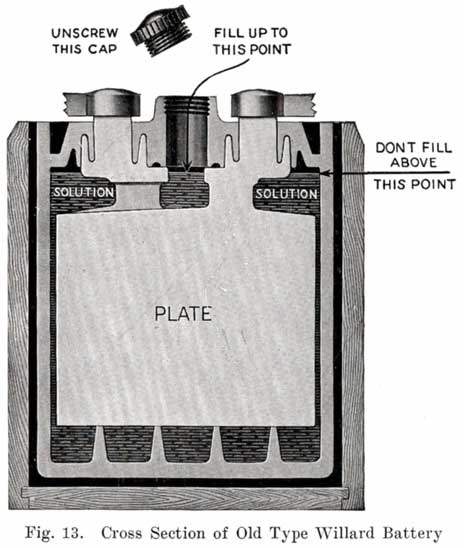 UNSCREW
THIS CAP
FILL UP TO
THIS POINT
DONT FILL
ABOVE
THIS POINT
SOLUTION
SOLUTION
PLATE
Fig. 13. Cross Section of Old Type Willard Battery